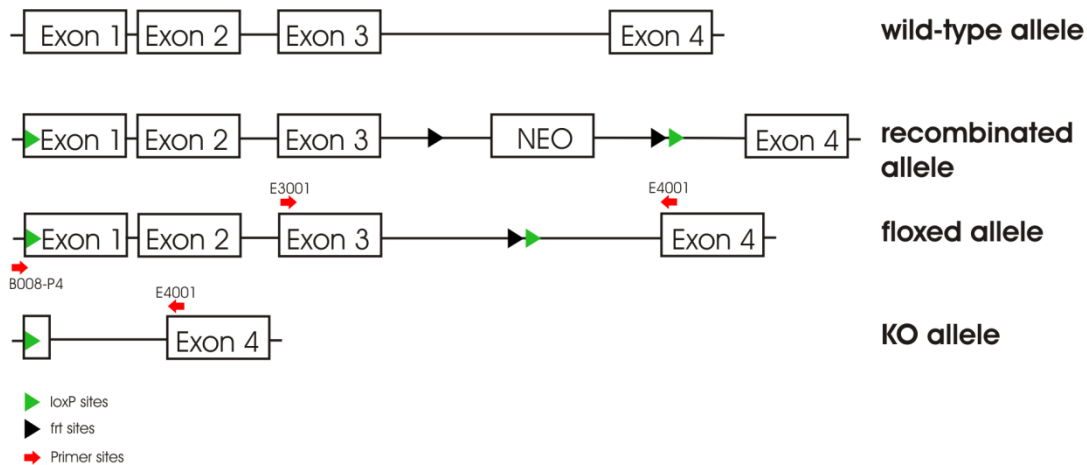 Exon 1 Exon 2 Exon 3 Exon 4 wild-type allele
Exon 1 Exon 2 Exon 3 NEO Exon 4 recombinated
allele
E3001 E4001
Exon 1 Exon 2 Exon 3 Exon 4 floxed allele
B008-P4
E4001
Exon 4 KO allele
loxP sites
frt sites
Primer sites